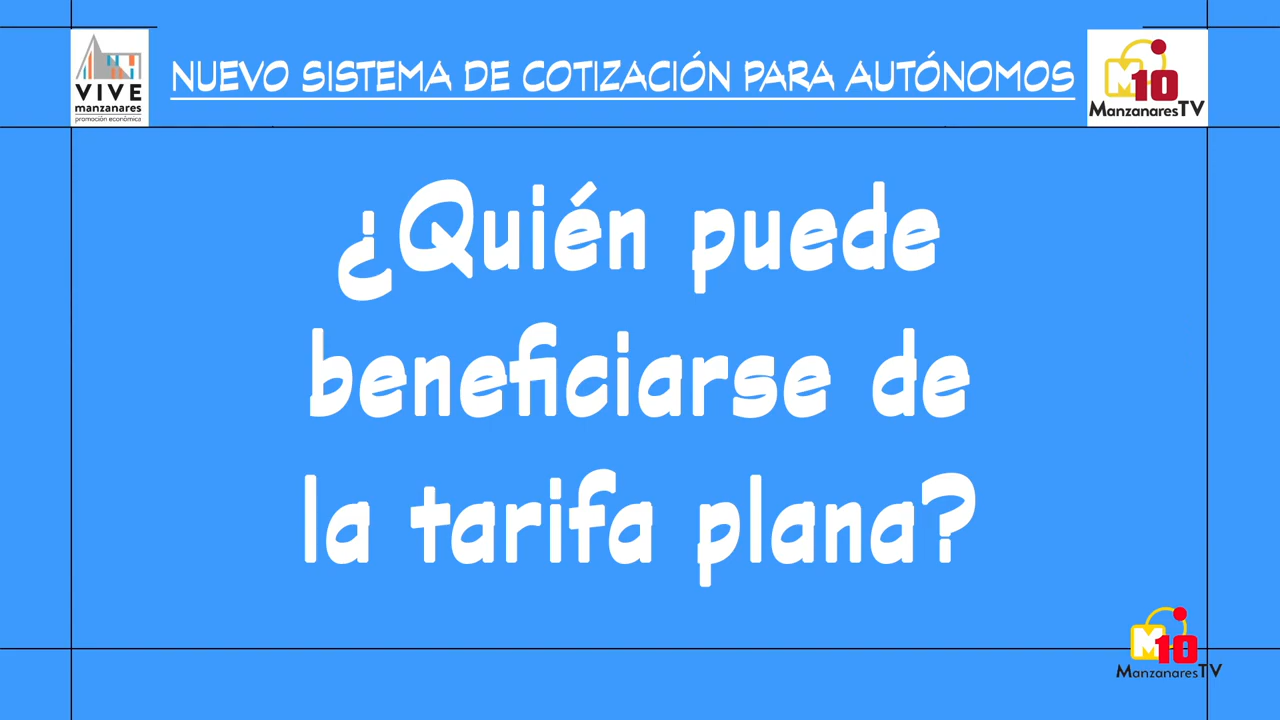 VIVE
manzanares
promoción económica
NUEVO SISTEMA DE COTIZACIÓN PARA AUTÓNOMOS
M10
ManzanaresTV
¿Quién puede
beneficiarse de
la tarifa plana?
M10
ManzanaresTV